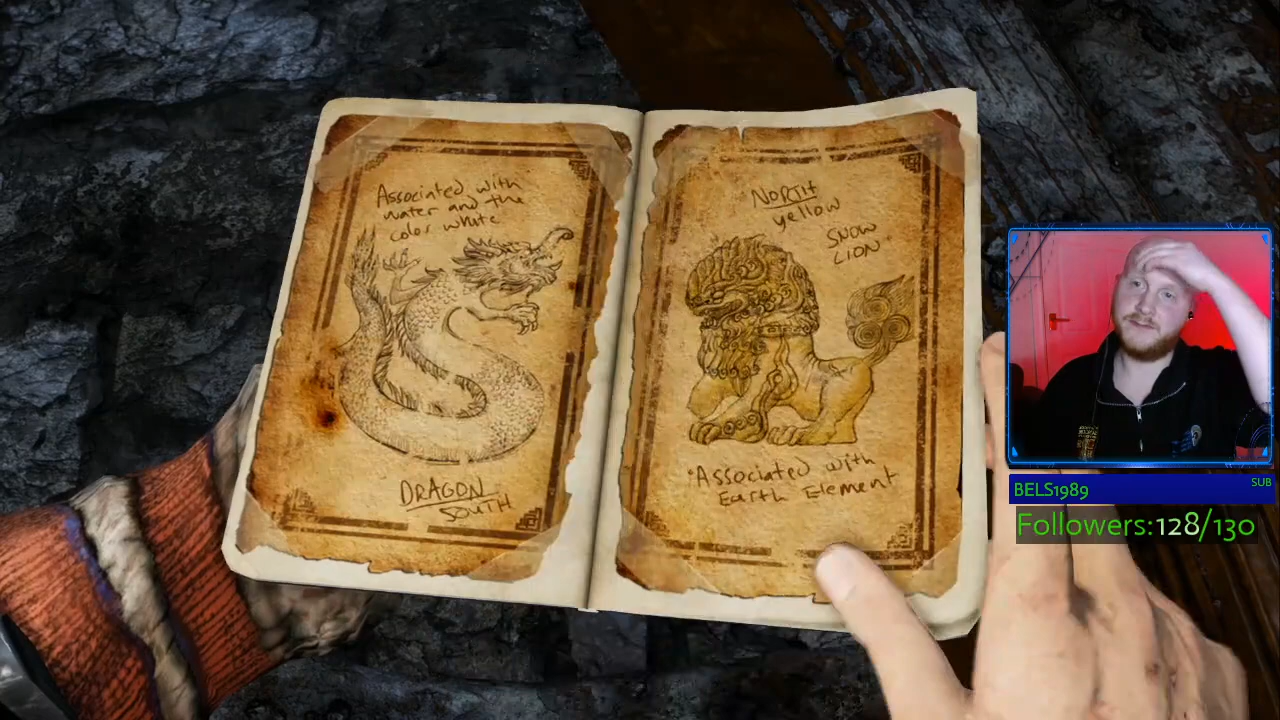 Associated with
water and the
color white
DRAGON
SOUTH
NORTH
yellow
SNOW
LION
Associated with
Earth Element
BELS1989
SUB
Followers:128/130